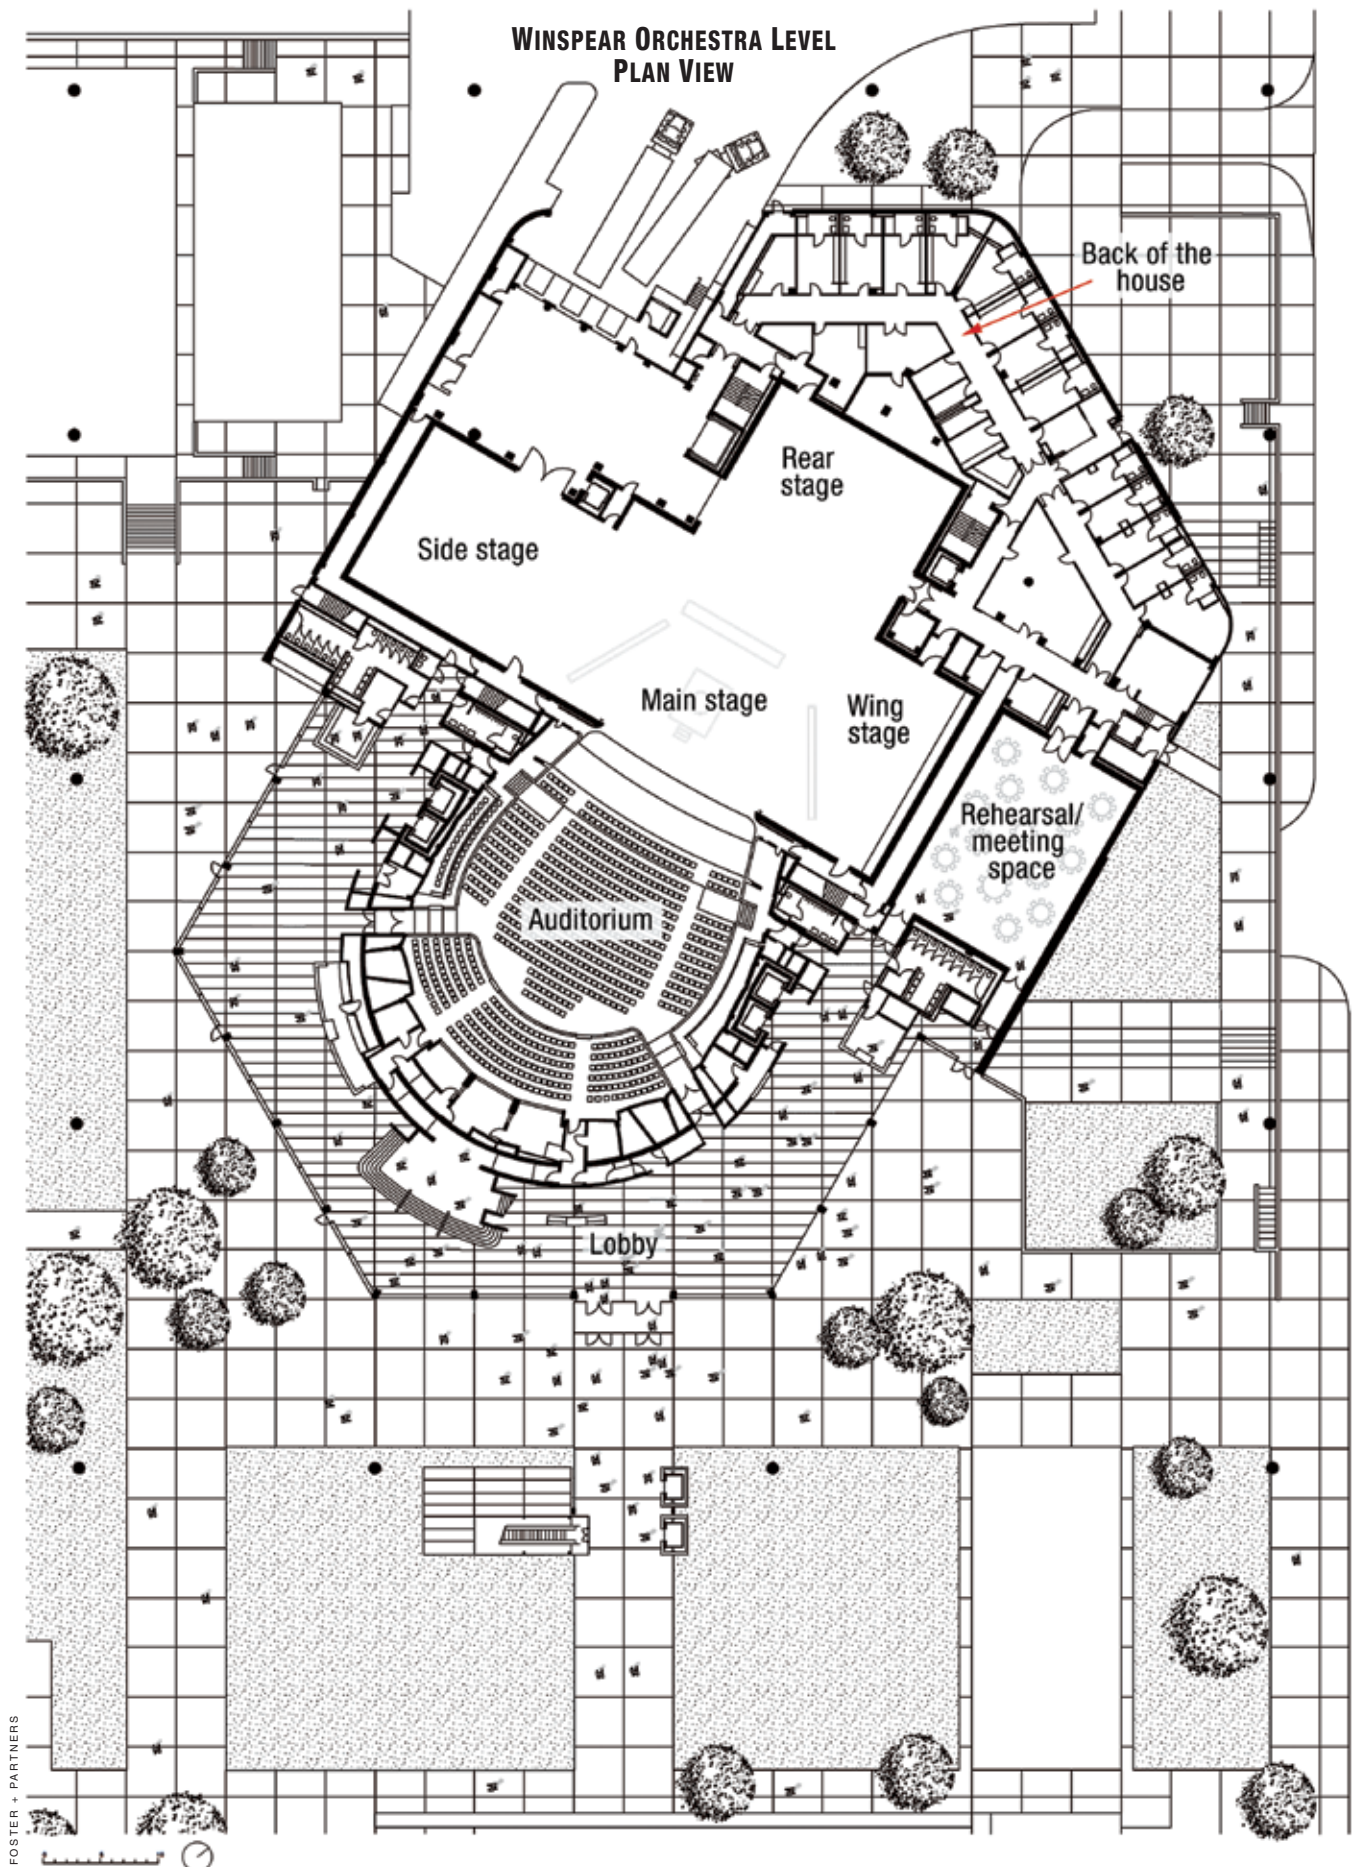 WINSPEAR ORCHESTRA LEVEL
PLAN VIEW
Back of the
house
Rear
stage
Side stage
Main stage
Wing
stage
Rehearsal/
meeting
space
Auditorium
Lobby
FOSTER + PARTNERS